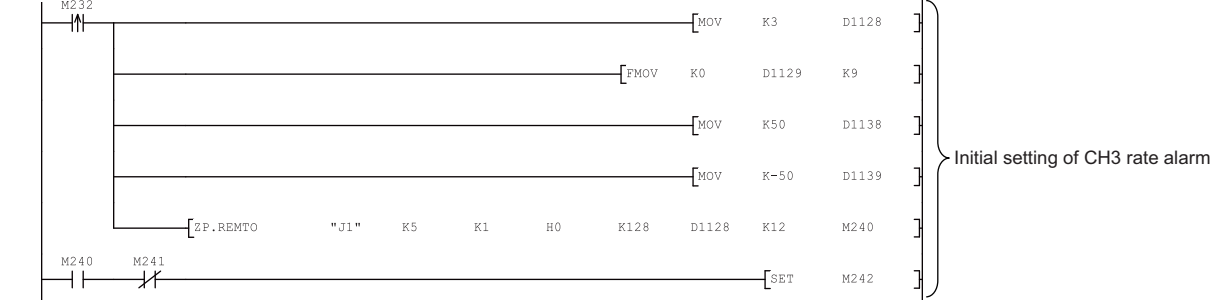 M232
MOV K3 D1128
FMOV K0 D1129 K9
MOV K50 D1138
MOV K-50 D1139
Initial setting of CH3 rate alarm
ZP.REMTO "J1" K5 K1 H0 K128 D1128 K12 M240
M240 M241
SET M242